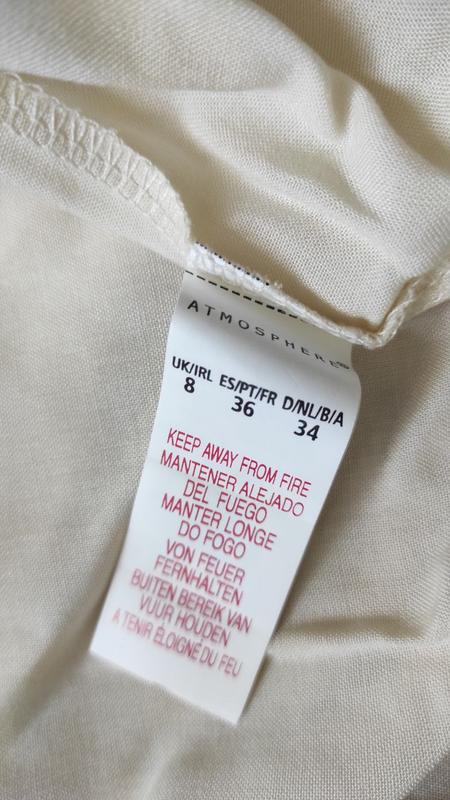 ATMOSPHERE®
UK/IRL ES/PT/FR D/NL/B/A
8 36 34
KEEP AWAY FROM FIRE
MANTENER ALEJADO
DEL FUEGO
MANTER LONGE
DO FOGO
VON FEUER
FERNHALTEN
BUITEN BEREIK VAN
VUUR HOUDEN
A TENIR ÉLOIGNÉ DU FEU